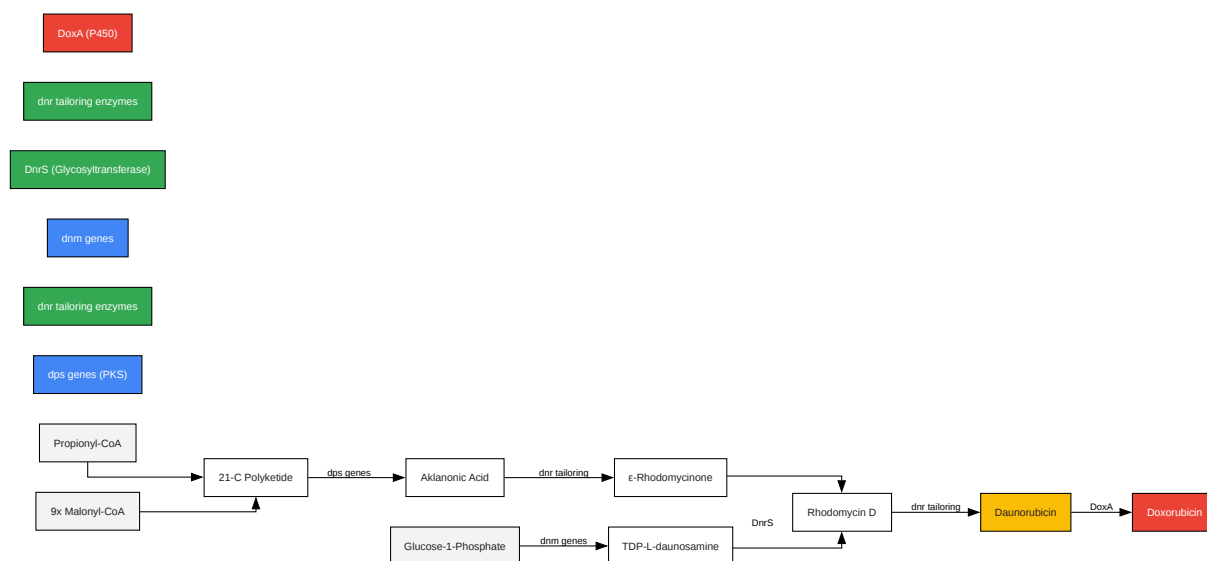 DoxA (P450)
dnr tailoring enzymes
DnrS (Glycosyltransferase)
dnm genes
dnr tailoring enzymes
dps genes (PKS)
Propionyl-CoA
9x Malonyl-CoA
21-C Polyketide
dps genes
Aklanonic Acid
dnr tailoring
ε-Rhodomycinone
Glucose-1-Phosphate
dnm genes
TDP-L-daunosamine
DnrS
Rhodomycin D
dnr tailoring
Daunorubicin
DoxA
Doxorubicin